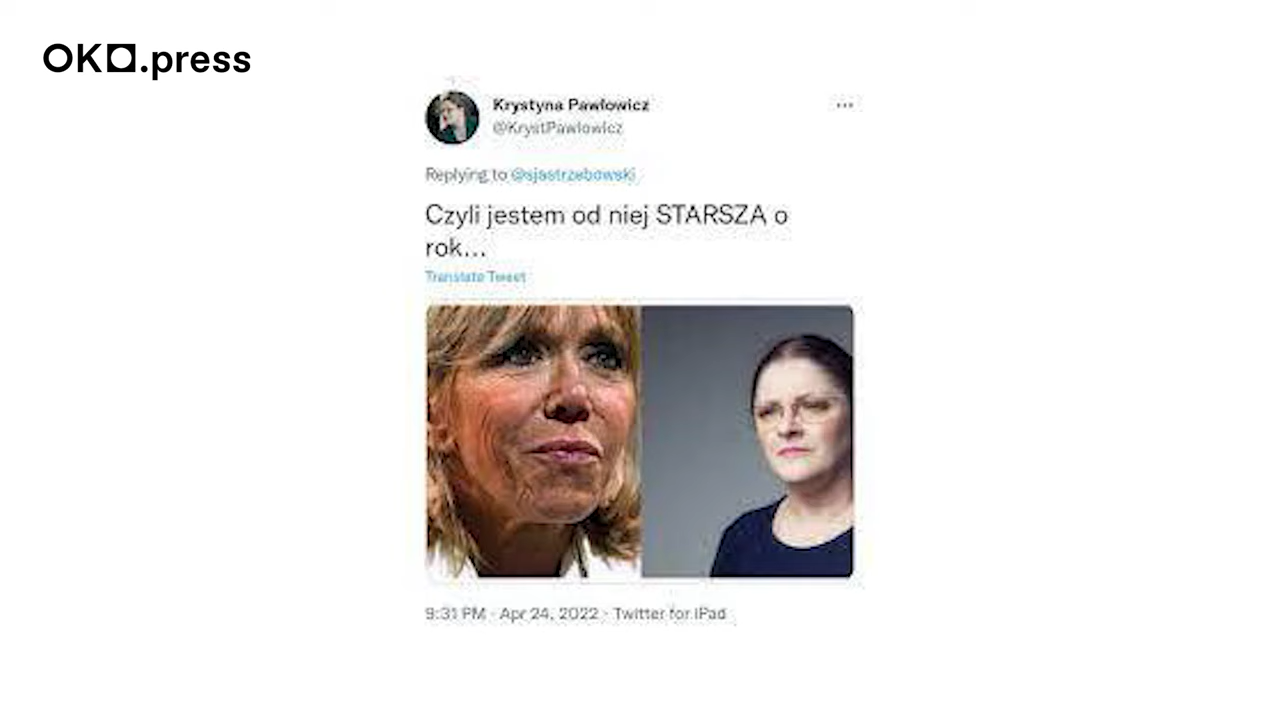 OKO.press
Krystyna Pawłowicz
@KrystPawlowicz
Replying to @sjastrzebowski
Czyli jestem od niej STARSZA o
rok...
Translate Tweet
9:31 PM · Apr 24, 2022 · Twitter for iPad